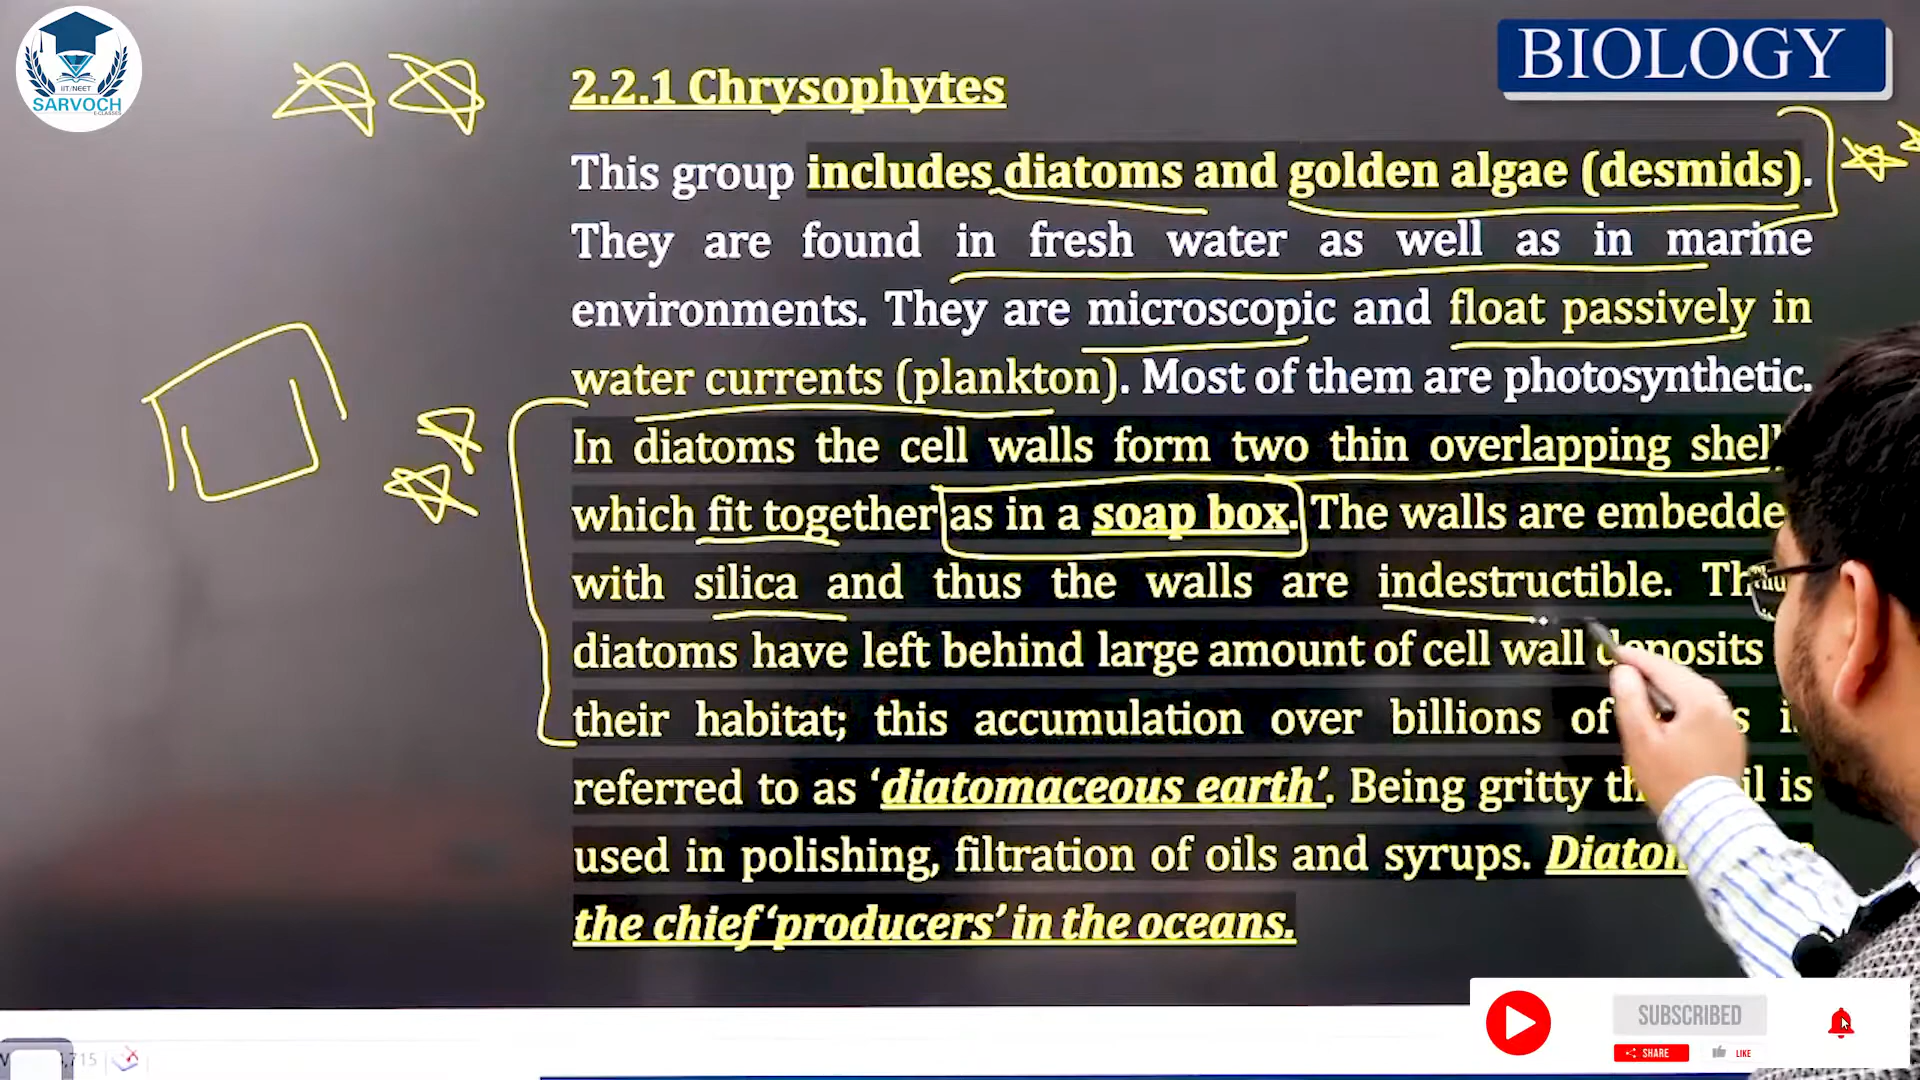 BIOLOGY
IIT/NEET
SARVOCH
E-CLASSES
2.2.1 Chrysophytes
This group includes diatoms and golden algae (desmids).
They are found in fresh water as well as in marine
environments. They are microscopic and float passively in
water currents (plankton). Most of them are photosynthetic.
In diatoms the cell walls form two thin overlapping
which fit together as in a soap box. The walls are
with silica and thus the walls are indestructible.
diatoms have left behind large amount of cell wall deposits
their habitat; this accumulation over billions of
referred to as ‘diatomaceous earth’. Being gritty is
used in polishing, filtration of oils and syrups.
the chief ‘producers’ in the oceans.
SUBSCRIBED
SHARE
LIKE